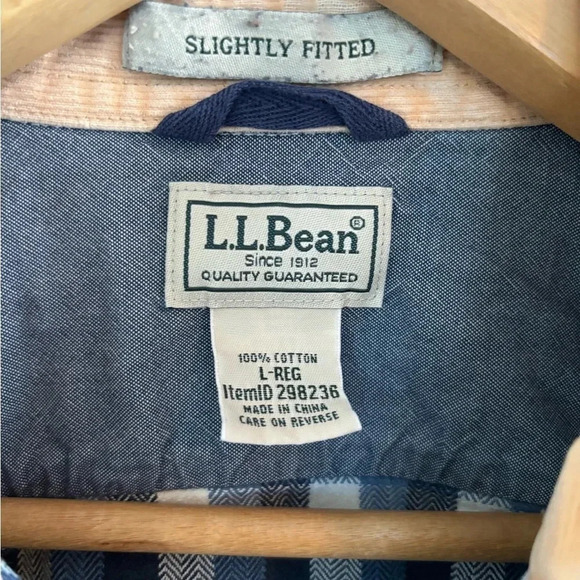 SLIGHTLY FITTED
L.L.Bean®
Since 1912
QUALITY GUARANTEED
100% COTTON
L-REG
ItemID 298236
MADE IN CHINA
CARE ON REVERSE